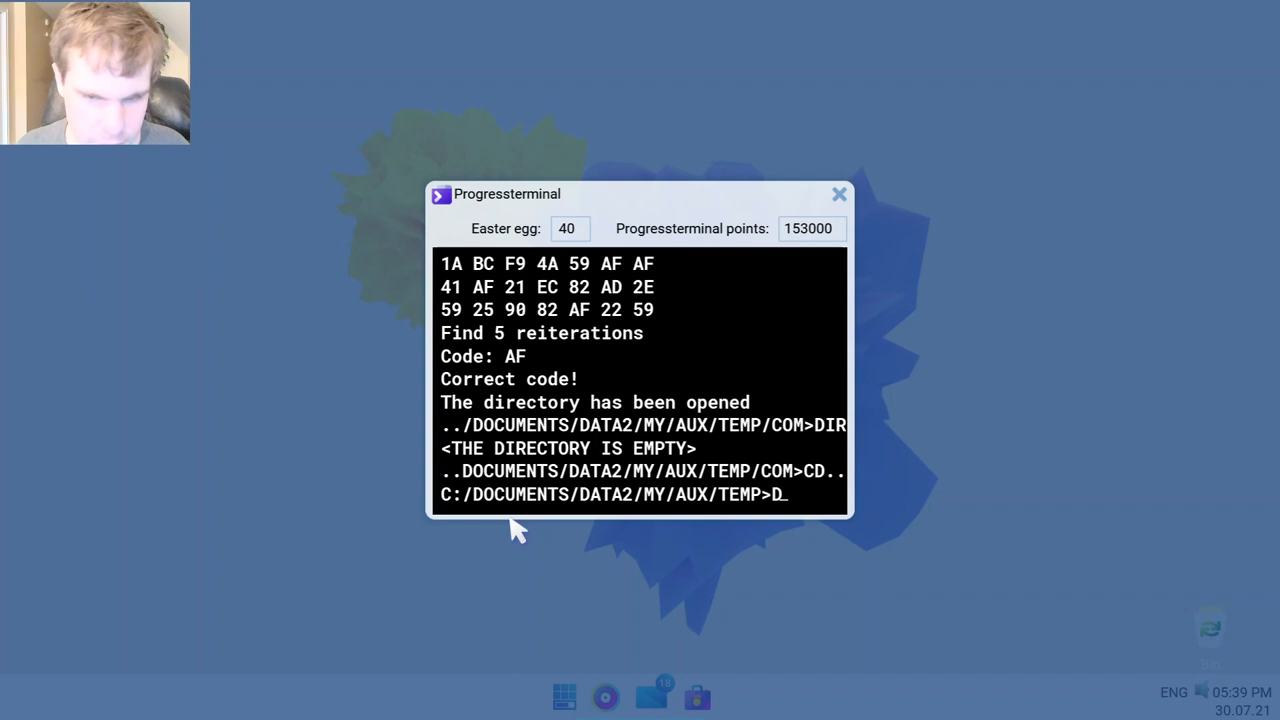 Progressterminal
Easter egg: 40 Progressterminal points: 153000
1A BC F9 4A 59 AF AF
41 AF 21 EC 82 AD 2E
59 25 90 82 AF 22 59
Find 5 reiterations
Code: AF
Correct code!
The directory has been opened
../DOCUMENTS/DATA2/MY/AUX/TEMP/COM>DIR
<THE DIRECTORY IS EMPTY>
..DOCUMENTS/DATA2/MY/AUX/TEMP/COM>CD..
C:/DOCUMENTS/DATA2/MY/AUX/TEMP>D_
Bin
18
ENG 05:39 PM
30.07.21